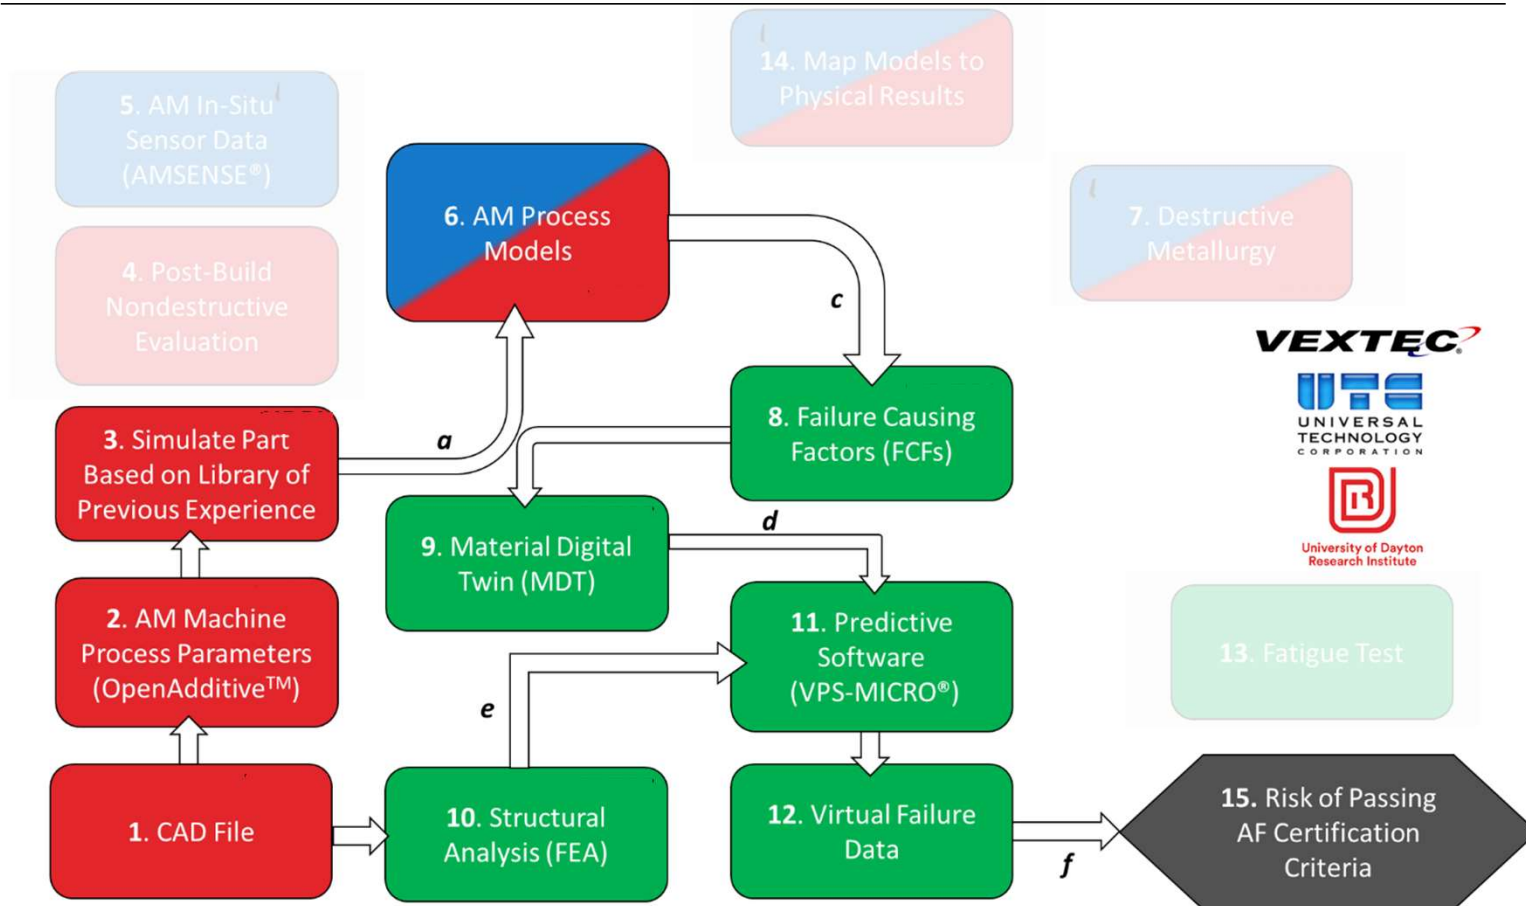 14. Map Models to
Physical Results
5. AM In-Situ
Sensor Data
(AMSENSE®)
6. AM Process
Models
7. Destructive
Metallurgy
4. Post-Build
Nondestructive
Evaluation
c
VEXTEC®
UTC
UNIVERSAL
TECHNOLOGY
CORPORATION
3. Simulate Part
Based on Library of
Previous Experience
a
8. Failure Causing
Factors (FCFs)
University of Dayton
Research Institute
9. Material Digital
Twin (MDT)
d
2. AM Machine
Process Parameters
(OpenAdditive™)
11. Predictive
Software
(VPS-MICRO®)
13. Fatigue Test
e
1. CAD File
10. Structural
Analysis (FEA)
12. Virtual Failure
Data
f
15. Risk of Passing
AF Certification
Criteria